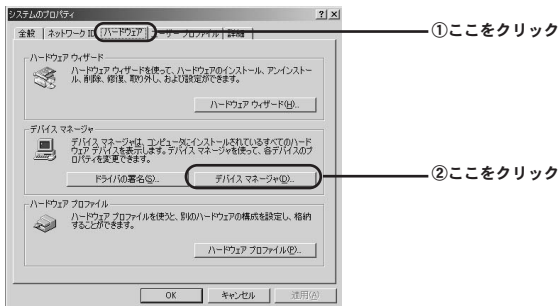 システムのプロパティ
全般 ネットワーク ID ハードウェア ユーザー プロファイル 詳細
①ここをクリック
ハードウェア ウィザード
ハードウェア ウィザードを使って、ハードウェアのインストール、アンインストー
ル、削除、修復、取り外し、および設定ができます。
ハードウェア ウィザード(H)...
デバイス マネージャ
デバイス マネージャは、コンピュータにインストールされているすべてのハード
ウェア デバイスを表示します。デバイス マネージャを使って、各デバイスのプ
ロパティを変更できます。
ドライバの署名(S)... デバイス マネージャ(D)...
②ここをクリック
ハードウェア プロファイル
ハードウェア プロファイルを使うと、別のハードウェアの構成を設定し、格納
することができます。
ハードウェア プロファイル(P)...
OK キャンセル 適用(A)